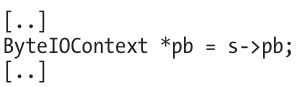 [..]
ByteIOContext *pb = s->pb;
[..]